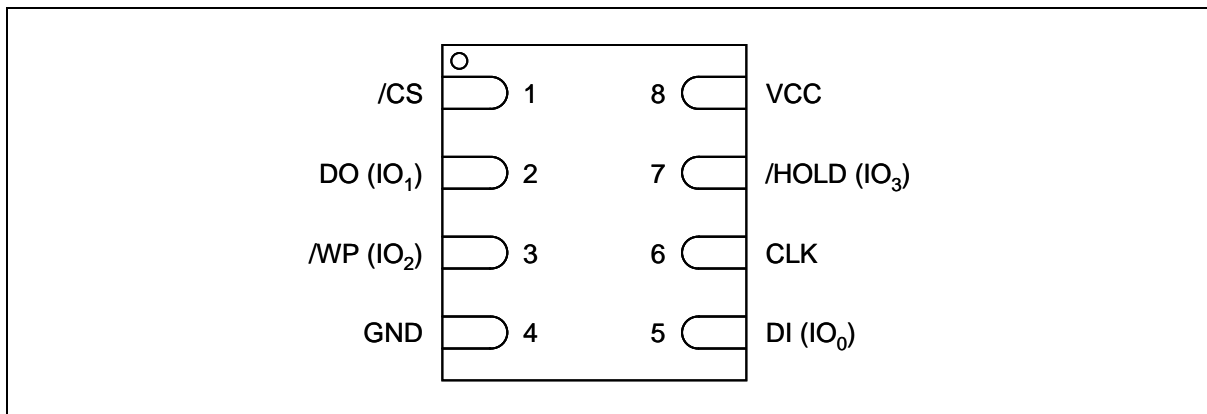 /CS 1 8 VCC
DO (IO₁) 2 7 /HOLD (IO₃)
/WP (IO₂) 3 6 CLK
GND 4 5 DI (IO₀)